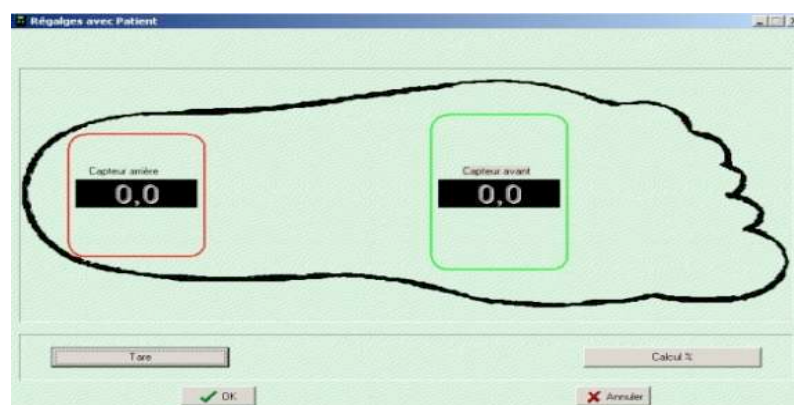 Régalges avec Patient
Capteur arrière
0,0
Capteur avant
0,0
Tare
Calcul %
OK
Annuler